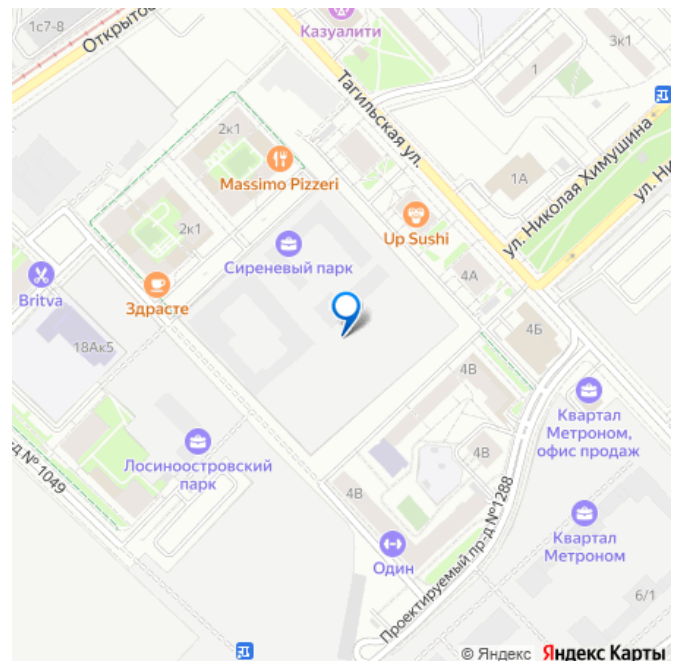 1с7-8
Открыто
Казуалити
3к1
1
Тагильская ул.
2к1
Massimo Pizzeri
1А
ул. Николая Химушина
ул. Ни
Up Sushi
2к1
Сиреневый парк
4А
Britva
Здрасте
4Б
18Ак5
4В
Квартал
Метроном,
офис продаж
Лосиноостровский
парк
д № 1049
4В
4В
Проектируемый пр-д №1288
Один
Квартал
Метроном
6/1
© Яндекс Яндекс Карты